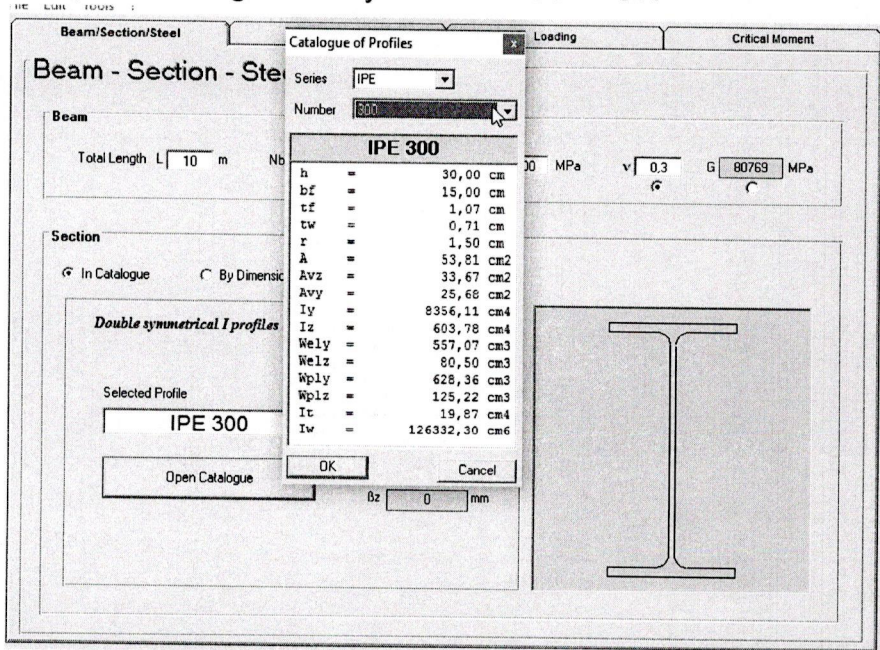 Edit Tools ?
Beam/Section/Steel
Loading
Critical Moment
Catalogue of Profiles x
Beam - Section - Ste
Series IPE
Number 300
Beam
Total Length L 10 m Nb
00 MPa ν 0,3 G 80769 MPa
IPE 300
h = 30,00 cm
bf = 15,00 cm
tf = 1,07 cm
tw = 0,71 cm
r = 1,50 cm
A = 53,81 cm2
Avz = 33,67 cm2
Avy = 25,68 cm2
Iy = 8356,11 cm4
Iz = 603,78 cm4
Wely = 557,07 cm3
Welz = 80,50 cm3
Wply = 628,36 cm3
Wplz = 125,22 cm3
It = 19,87 cm4
Iw = 126332,30 cm6
OK Cancel
Section
In Catalogue By Dimensio
Double symmetrical I profiles
Selected Profile
IPE 300
Open Catalogue
βz 0 mm